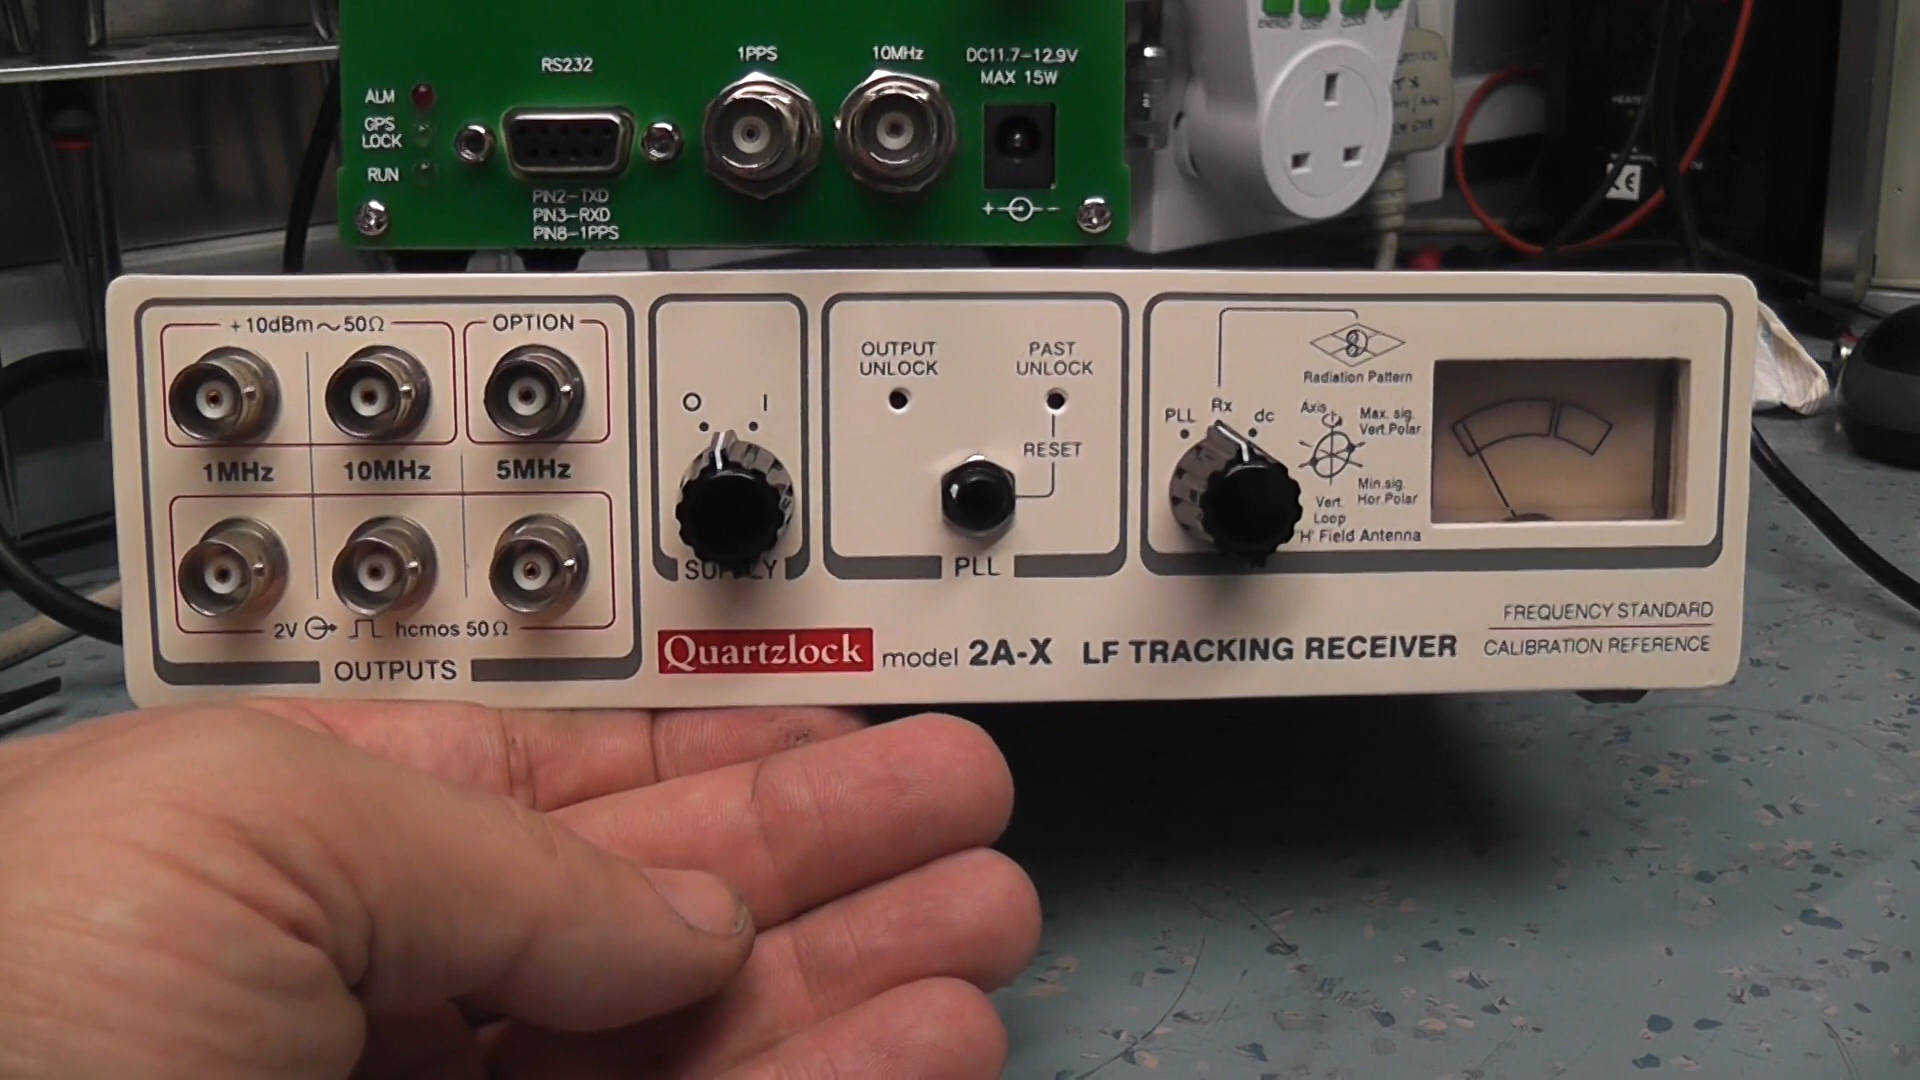 RS232
1PPS
10MHz
DC11.7-12.9V
MAX 15W
ALM
GPS
LOCK
RUN
PIN2-TXD
PIN3-RXD
PIN8-1PPS
+ -
+10dBm~50Ω
OPTION
1MHz
10MHz
5MHz
2V hcmos 50Ω
OUTPUTS
O I
SUPPLY
OUTPUT
UNLOCK
PAST
UNLOCK
RESET
PLL
PLL Rx dc
Radiation Pattern
Axis
Max. sig.
Vert.Polar
Min.sig.
Hor.Polar
Vert.
Loop
'H' Field Antenna
Quartzlock model 2A-X LF TRACKING RECEIVER
FREQUENCY STANDARD
CALIBRATION REFERENCE
CE